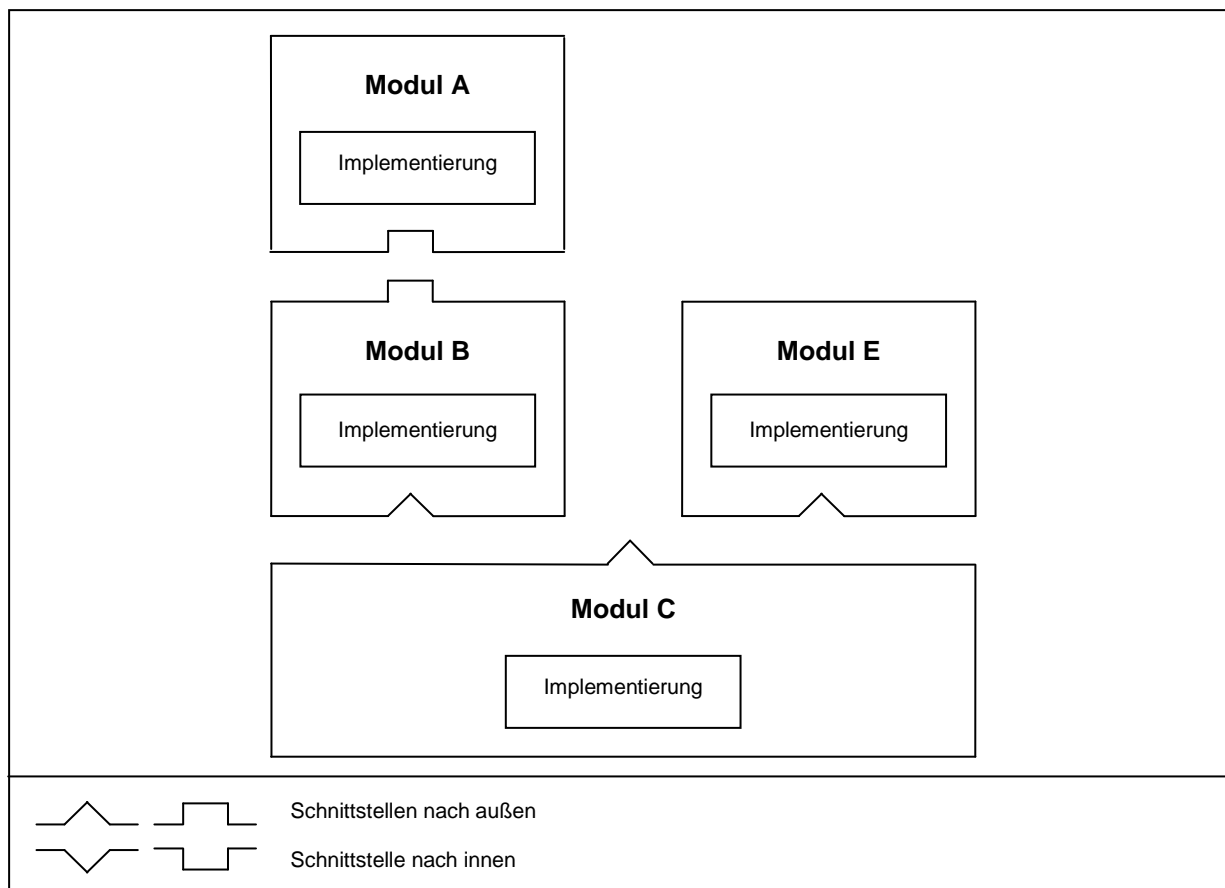 Modul A
Implementierung
Modul B
Modul E
Implementierung
Implementierung
Modul C
Implementierung
Schnittstellen nach außen
Schnittstelle nach innen